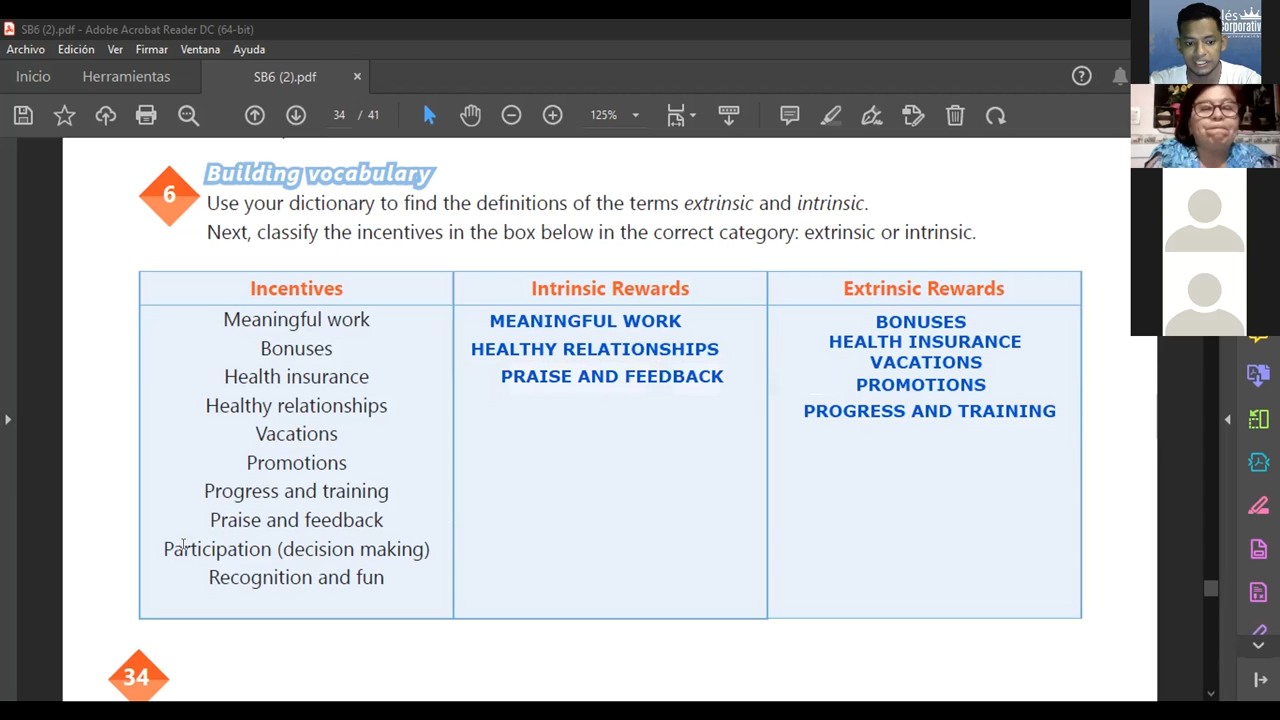 SB6 (2).pdf - Adobe Acrobat Reader DC (64-bit)
Archivo Edición Ver Firmar Ventana Ayuda
Inicio Herramientas SB6 (2).pdf ×
34 / 41 125%
6
Building vocabulary
Use your dictionary to find the definitions of the terms extrinsic and intrinsic.
Next, classify the incentives in the box below in the correct category: extrinsic or intrinsic.
Incentives
Meaningful work
Bonuses
Health insurance
Healthy relationships
Vacations
Promotions
Progress and training
Praise and feedback
Participation (decision making)
Recognition and fun
Intrinsic Rewards
MEANINGFUL WORK
HEALTHY RELATIONSHIPS
PRAISE AND FEEDBACK
Extrinsic Rewards
BONUSES
HEALTH INSURANCE
VACATIONS
PROMOTIONS
PROGRESS AND TRAINING
34